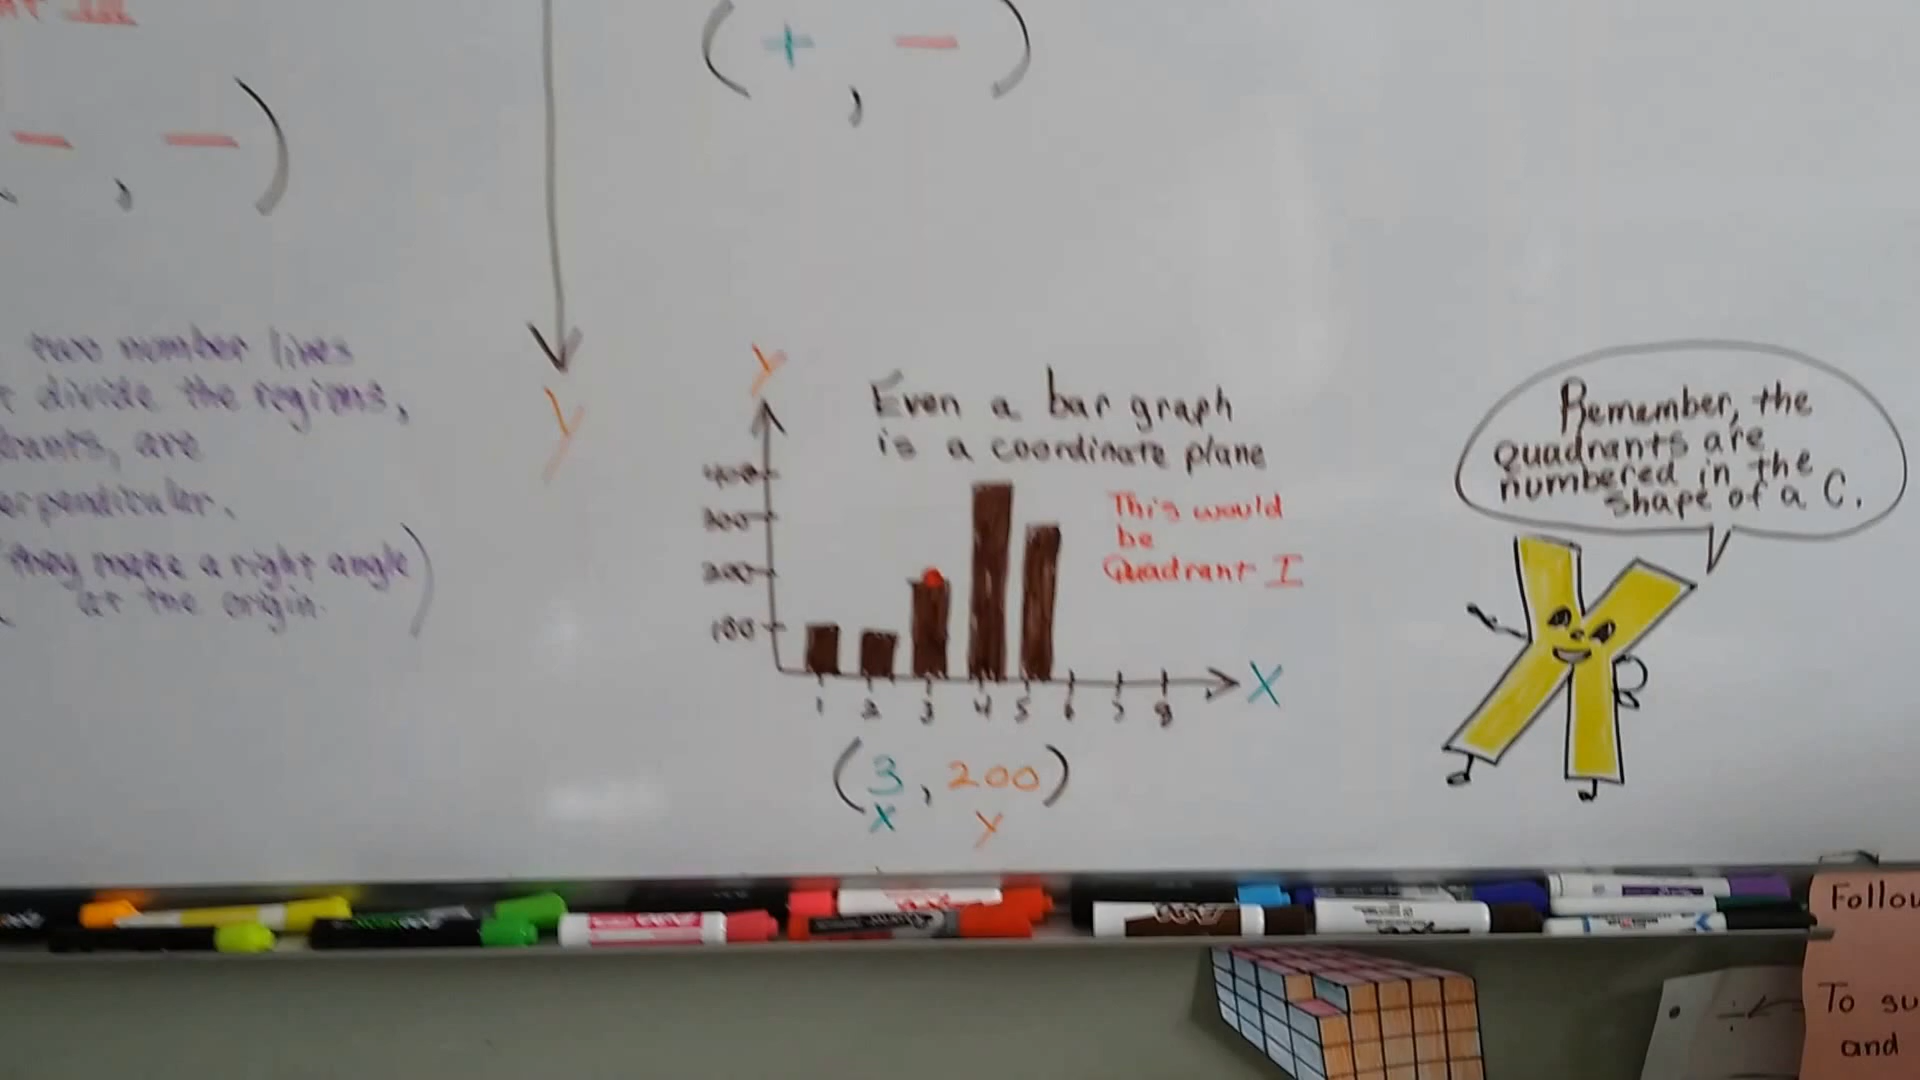 III
( + , - )
- , - )
two number lines
divide the regions,
are
they make a right angle)
at the origin.
y
y
Even a bar graph
is a coordinate plane
400
300
200
100
This would
be
Quadrant I
1 2 3 4 5 6 7 8
X
(3, 200)
X Y
Remember, the
quadrants are
numbered in the
shape of a C.
Follow
÷
To su
and